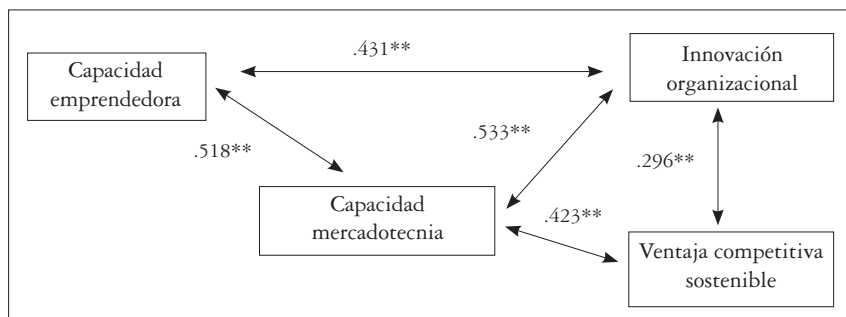 .431**
Capacidad
emprendedora
Innovación
organizacional
.518**
.533**
.296**
Capacidad
mercadotecnia
.423**
Ventaja competitiva
sostenible